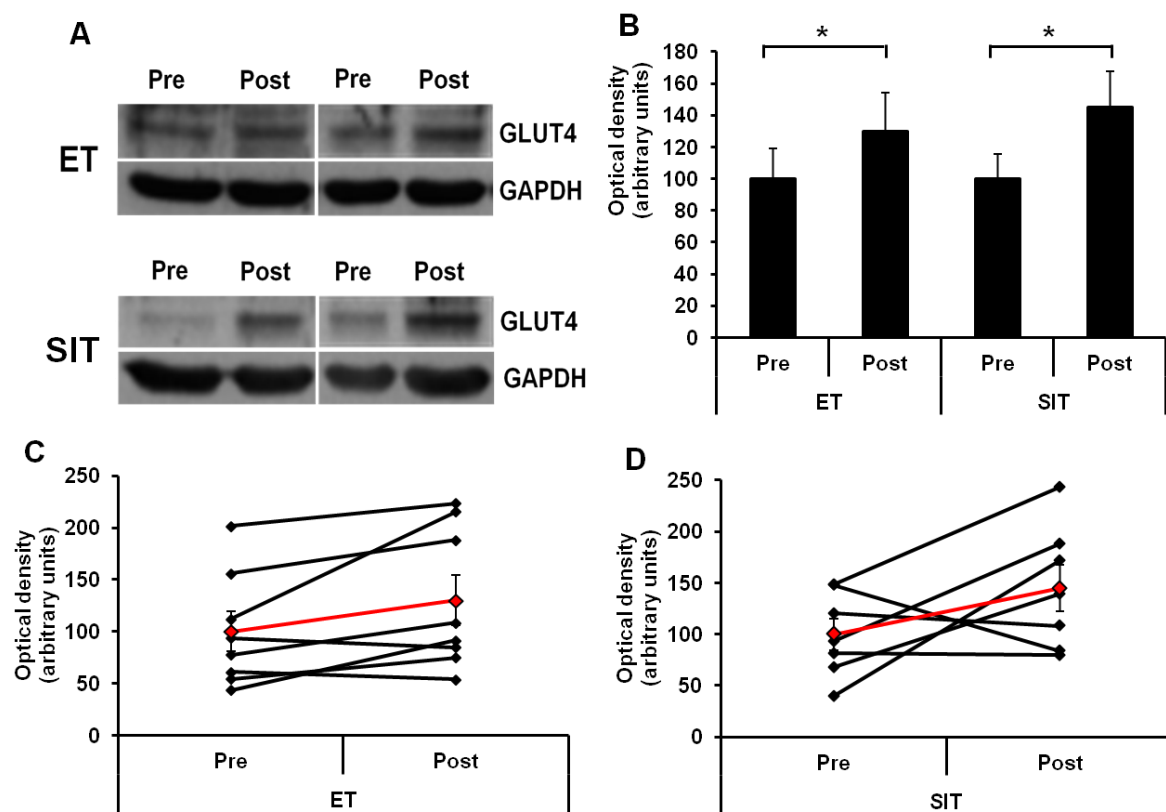 A
Pre Post Pre Post
GLUT4
ET
GAPDH
Pre Post Pre Post
GLUT4
SIT
GAPDH
B
* *
Optical density
(arbitrary units)
180
160
140
120
100
80
60
40
20
0
Pre Post Pre Post
ET SIT
C
Optical density
(arbitrary units)
250
200
150
100
50
0
Pre Post
ET
D
Optical density
(arbitrary units)
250
200
150
100
50
0
Pre Post
SIT